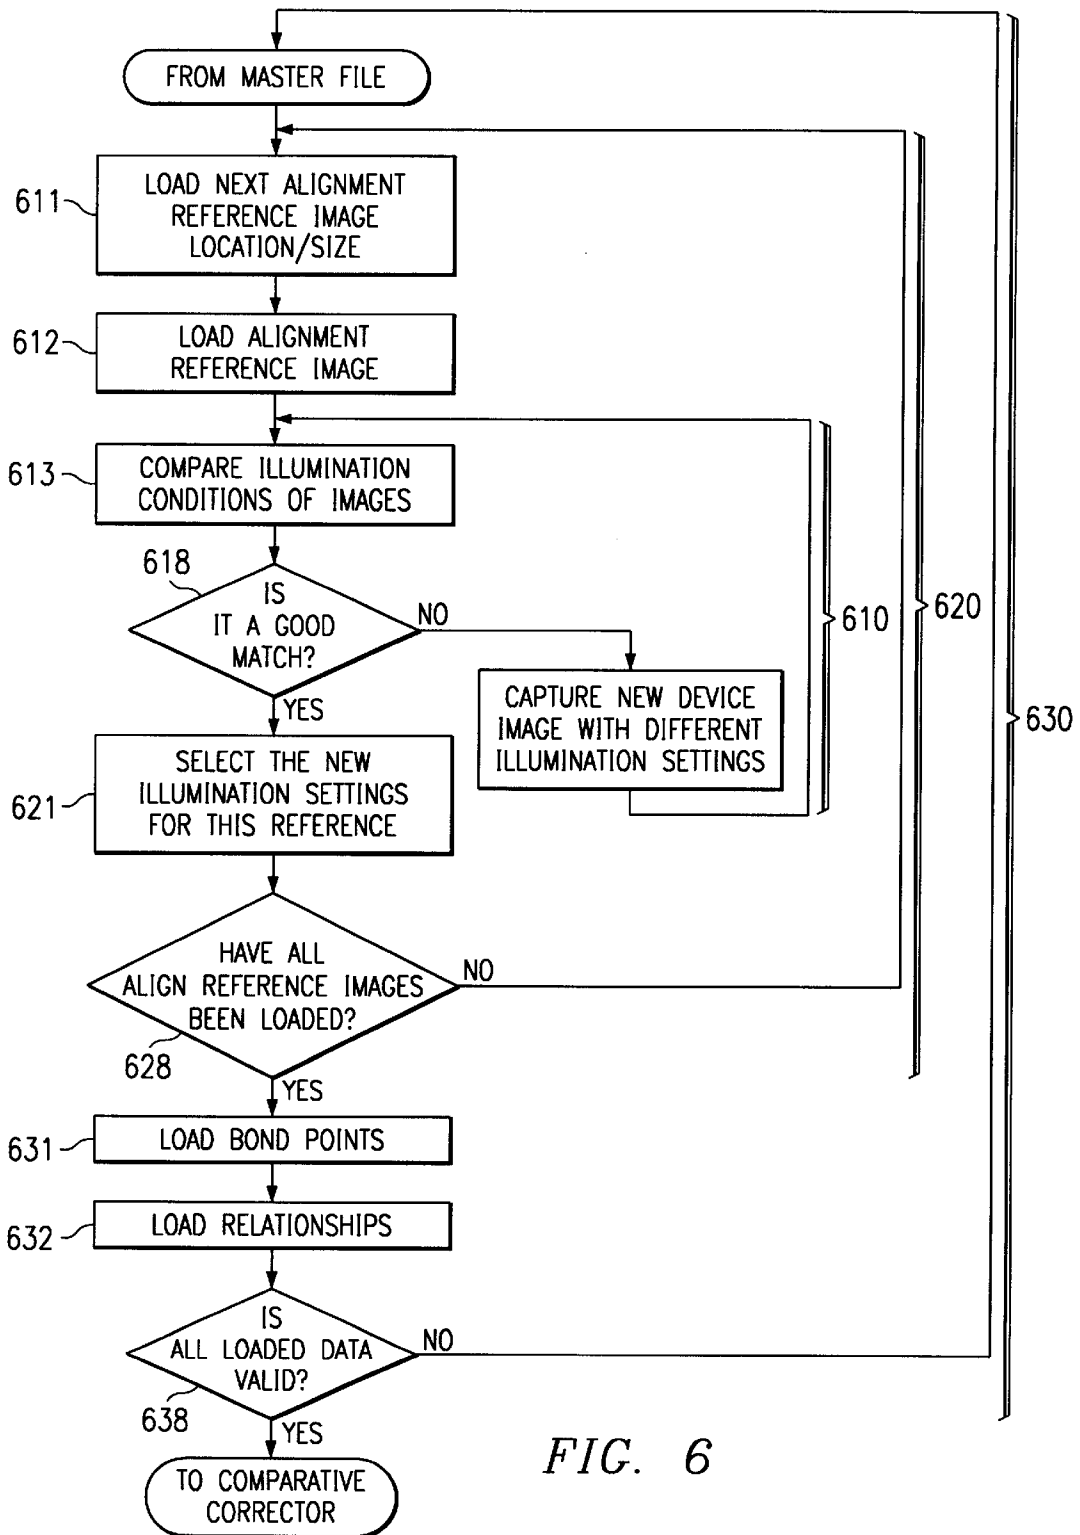 FROM MASTER FILE
611
LOAD NEXT ALIGNMENT
REFERENCE IMAGE
LOCATION/SIZE
612
LOAD ALIGNMENT
REFERENCE IMAGE
613
COMPARE ILLUMINATION
CONDITIONS OF IMAGES
618
IS
IT A GOOD
MATCH?
NO
YES
CAPTURE NEW DEVICE
IMAGE WITH DIFFERENT
ILLUMINATION SETTINGS
610
620
630
621
SELECT THE NEW
ILLUMINATION SETTINGS
FOR THIS REFERENCE
HAVE ALL
ALIGN REFERENCE IMAGES
BEEN LOADED?
NO
628
YES
631
LOAD BOND POINTS
632
LOAD RELATIONSHIPS
IS
ALL LOADED DATA
VALID?
NO
638
YES
TO COMPARATIVE
CORRECTOR
FIG. 6